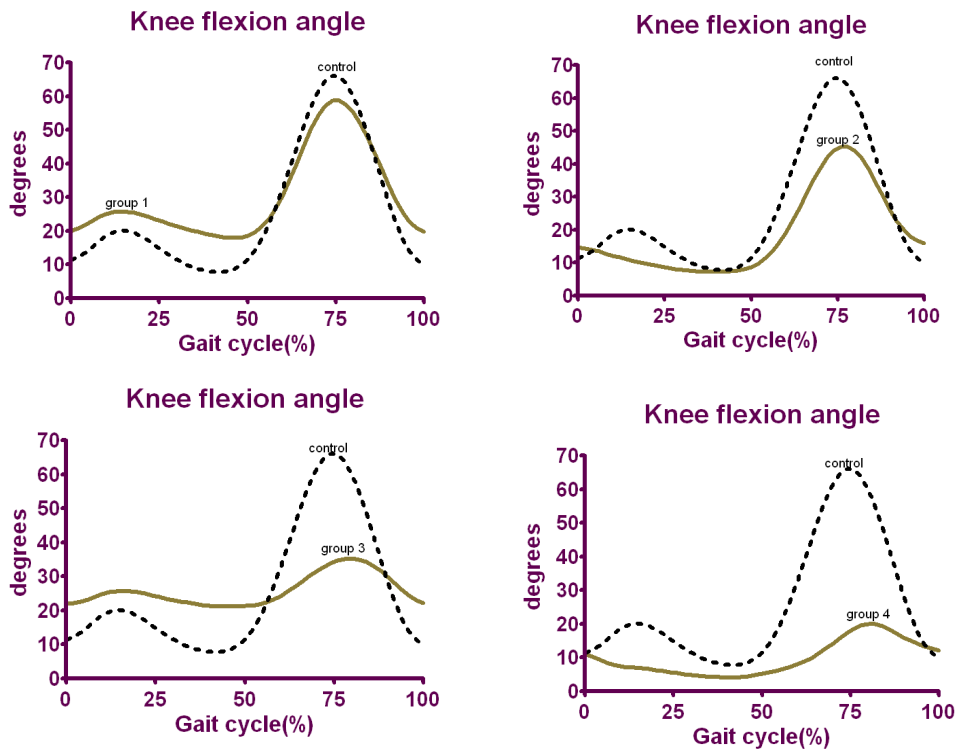 Knee flexion angle
70
60
50
40
30
20
10
0
degrees
control
group 1
0 25 50 75 100
Gait cycle(%)
Knee flexion angle
70
60
50
40
30
20
10
0
degrees
control
group 2
0 25 50 75 100
Gait cycle(%)
Knee flexion angle
70
60
50
40
30
20
10
0
degrees
control
group 3
0 25 50 75 100
Gait cycle(%)
Knee flexion angle
70
60
50
40
30
20
10
0
degrees
control
group 4
0 25 50 75 100
Gait cycle(%)